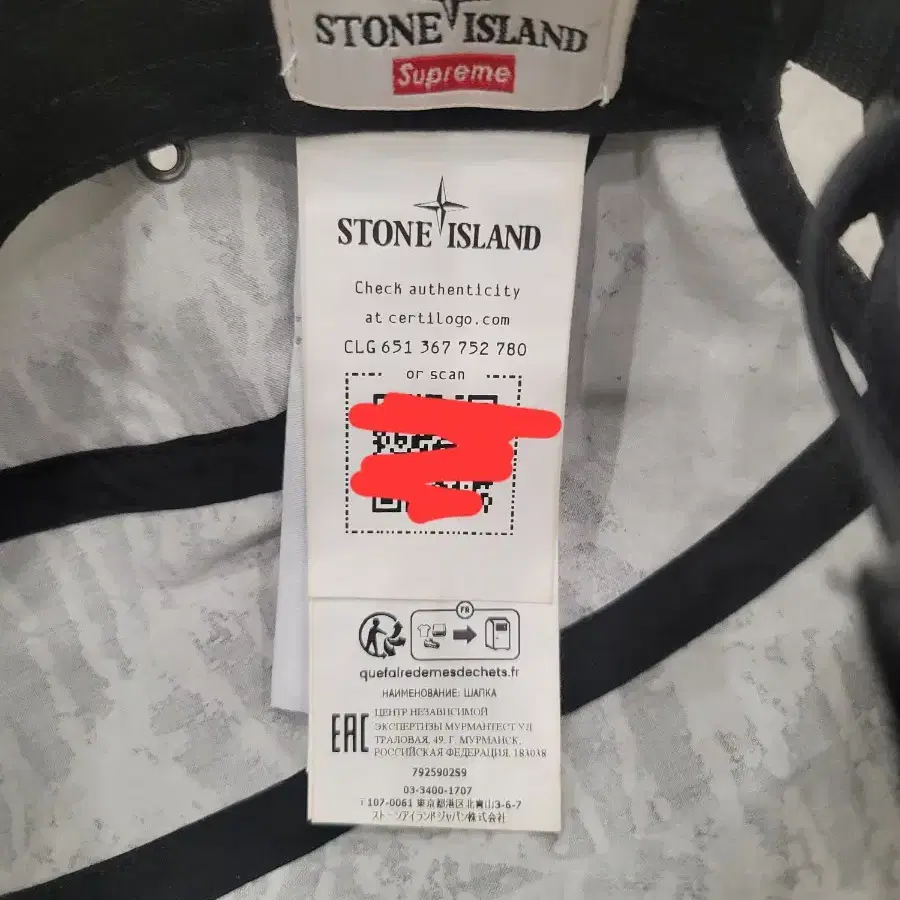 STONE ISLAND
Supreme
STONE ISLAND
Check authenticity
at certilogo.com
CLG 651 367 752 780
or scan
FR
quefairedemesdechets.fr
НАИМЕНОВАНИЕ: ШАПКА
EAC
ЦЕНТР НЕЗАВИСИМОЙ
ЭКСПЕРТИЗЫ МУРМАНТЕСТ УЛ
ТРАЛОВАЯ, 49, Г. МУРМАНСК,
РОССИЙСКАЯ ФЕДЕРАЦИЯ, 183038
792590259
03-3400-1707
〒107-0061 東京都港区北青山3-6-7
ストーンアイランドジャパン株式会社